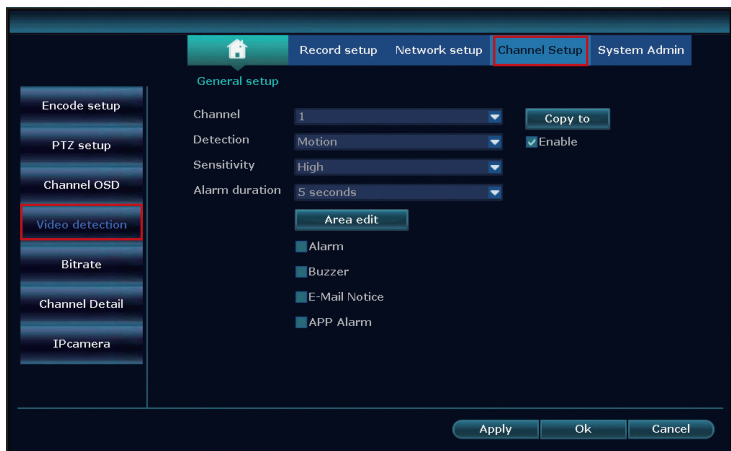 Record setup Network setup Channel Setup System Admin
General setup
Encode setup
PTZ setup
Channel OSD
Video detection
Bitrate
Channel Detail
IPcamera
Channel 1 Copy to
Detection Motion Enable
Sensitivity High
Alarm duration 5 seconds
Area edit
Alarm
Buzzer
E-Mail Notice
APP Alarm
Apply Ok Cancel